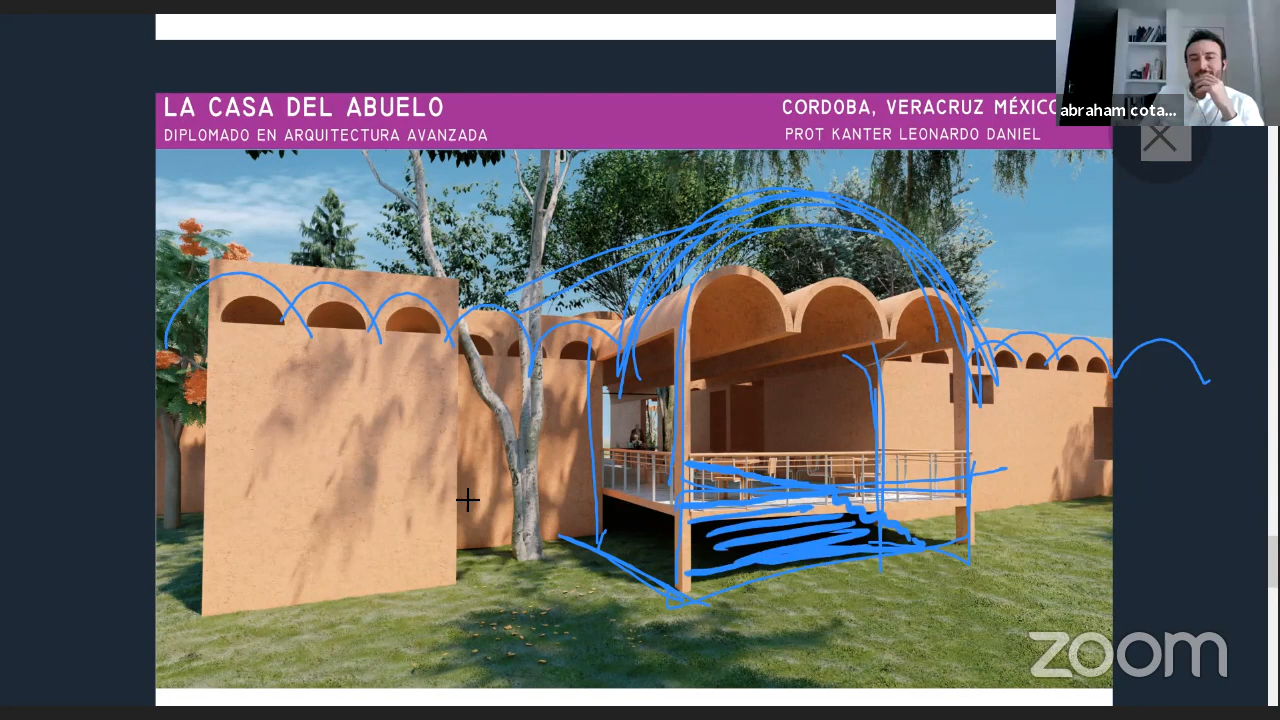 LA CASA DEL ABUELO
DIPLOMADO EN ARQUITECTURA AVANZADA
CORDOBA, VERACRUZ MÉXICO
PROT KANTER LEONARDO DANIEL
abraham cota...
zoom